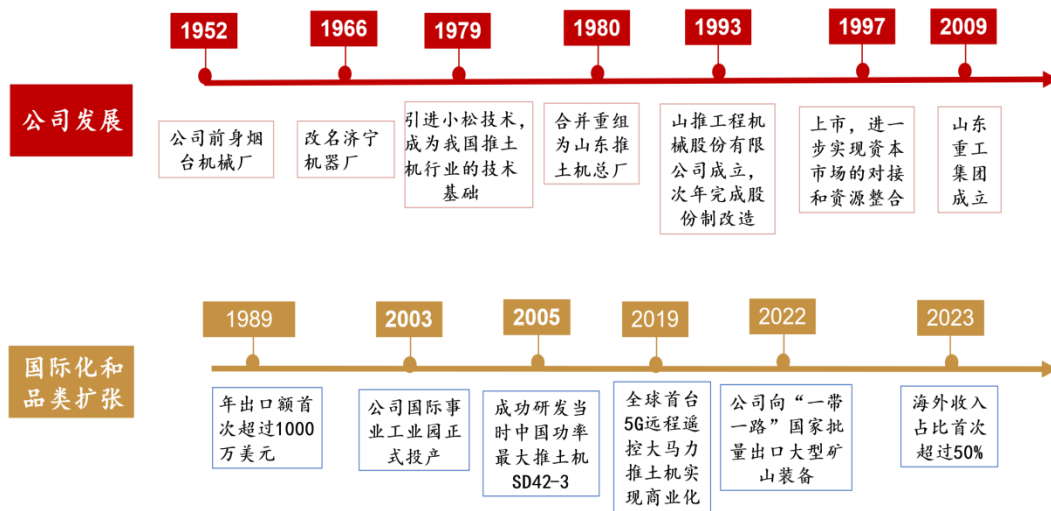 1952
1966
1979
1980
1993
1997
2009
公司发展
公司前身烟
台机械厂
改名济宁
机器厂
引进小松技术，
成为我国推土
机行业的技术
基础
合并重组
为山东推
土机总厂
山推工程机
械股份有限
公司成立，
次年完成股
份制改造
上市，进一
步实现资本
市场的对接
和资源整合
山东
重工
集团
成立
1989
2003
2005
2019
2022
2023
国际化和
品类扩张
年出口额首
次超过1000
万美元
公司国际事
业工业园正
式投产
成功研发当
时中国功率
最大推土机
SD42-3
全球首台
5G远程遥
控大马力
推土机实
现商业化
公司向“一带
一路”国家批
量出口大型矿
山装备
海外收入
占比首次
超过50%